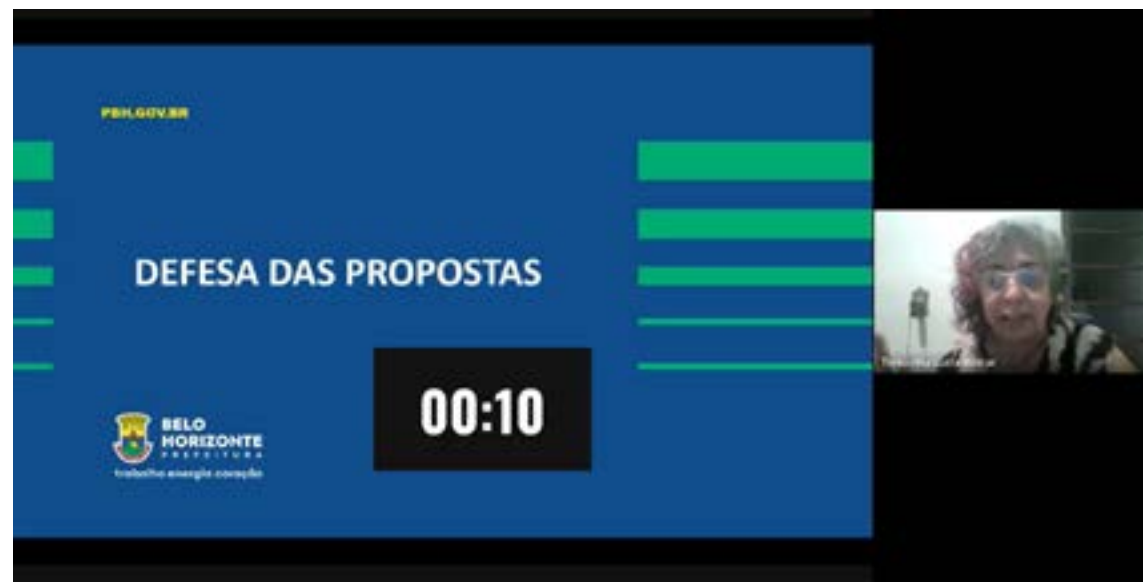 PBH.GOV.BR
DEFESA DAS PROPOSTAS
00:10
BELO
HORIZONTE
PREFEITURA
trabalho energia coração